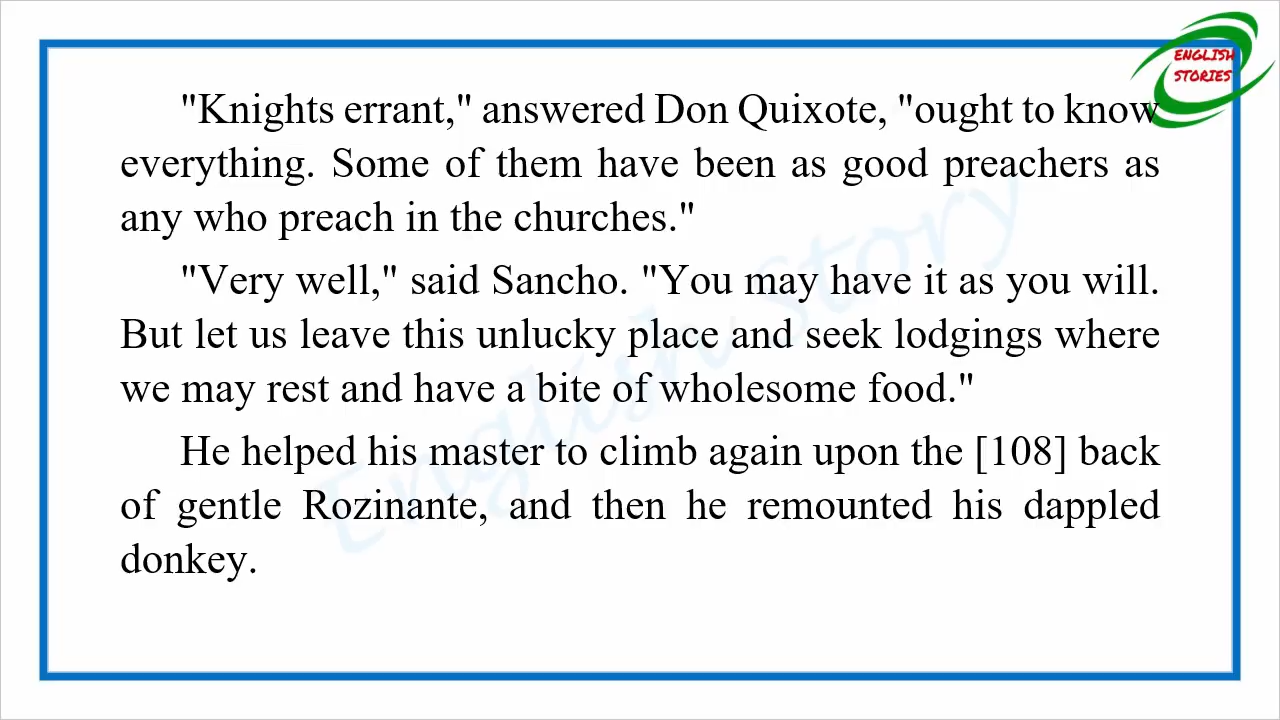 ENGLISH
STORIES
"Knights errant," answered Don Quixote, "ought to know
everything. Some of them have been as good preachers as
any who preach in the churches."
"Very well," said Sancho. "You may have it as you will.
But let us leave this unlucky place and seek lodgings where
we may rest and have a bite of wholesome food."
He helped his master to climb again upon the [108] back
of gentle Rozinante, and then he remounted his dappled
donkey.
English Story